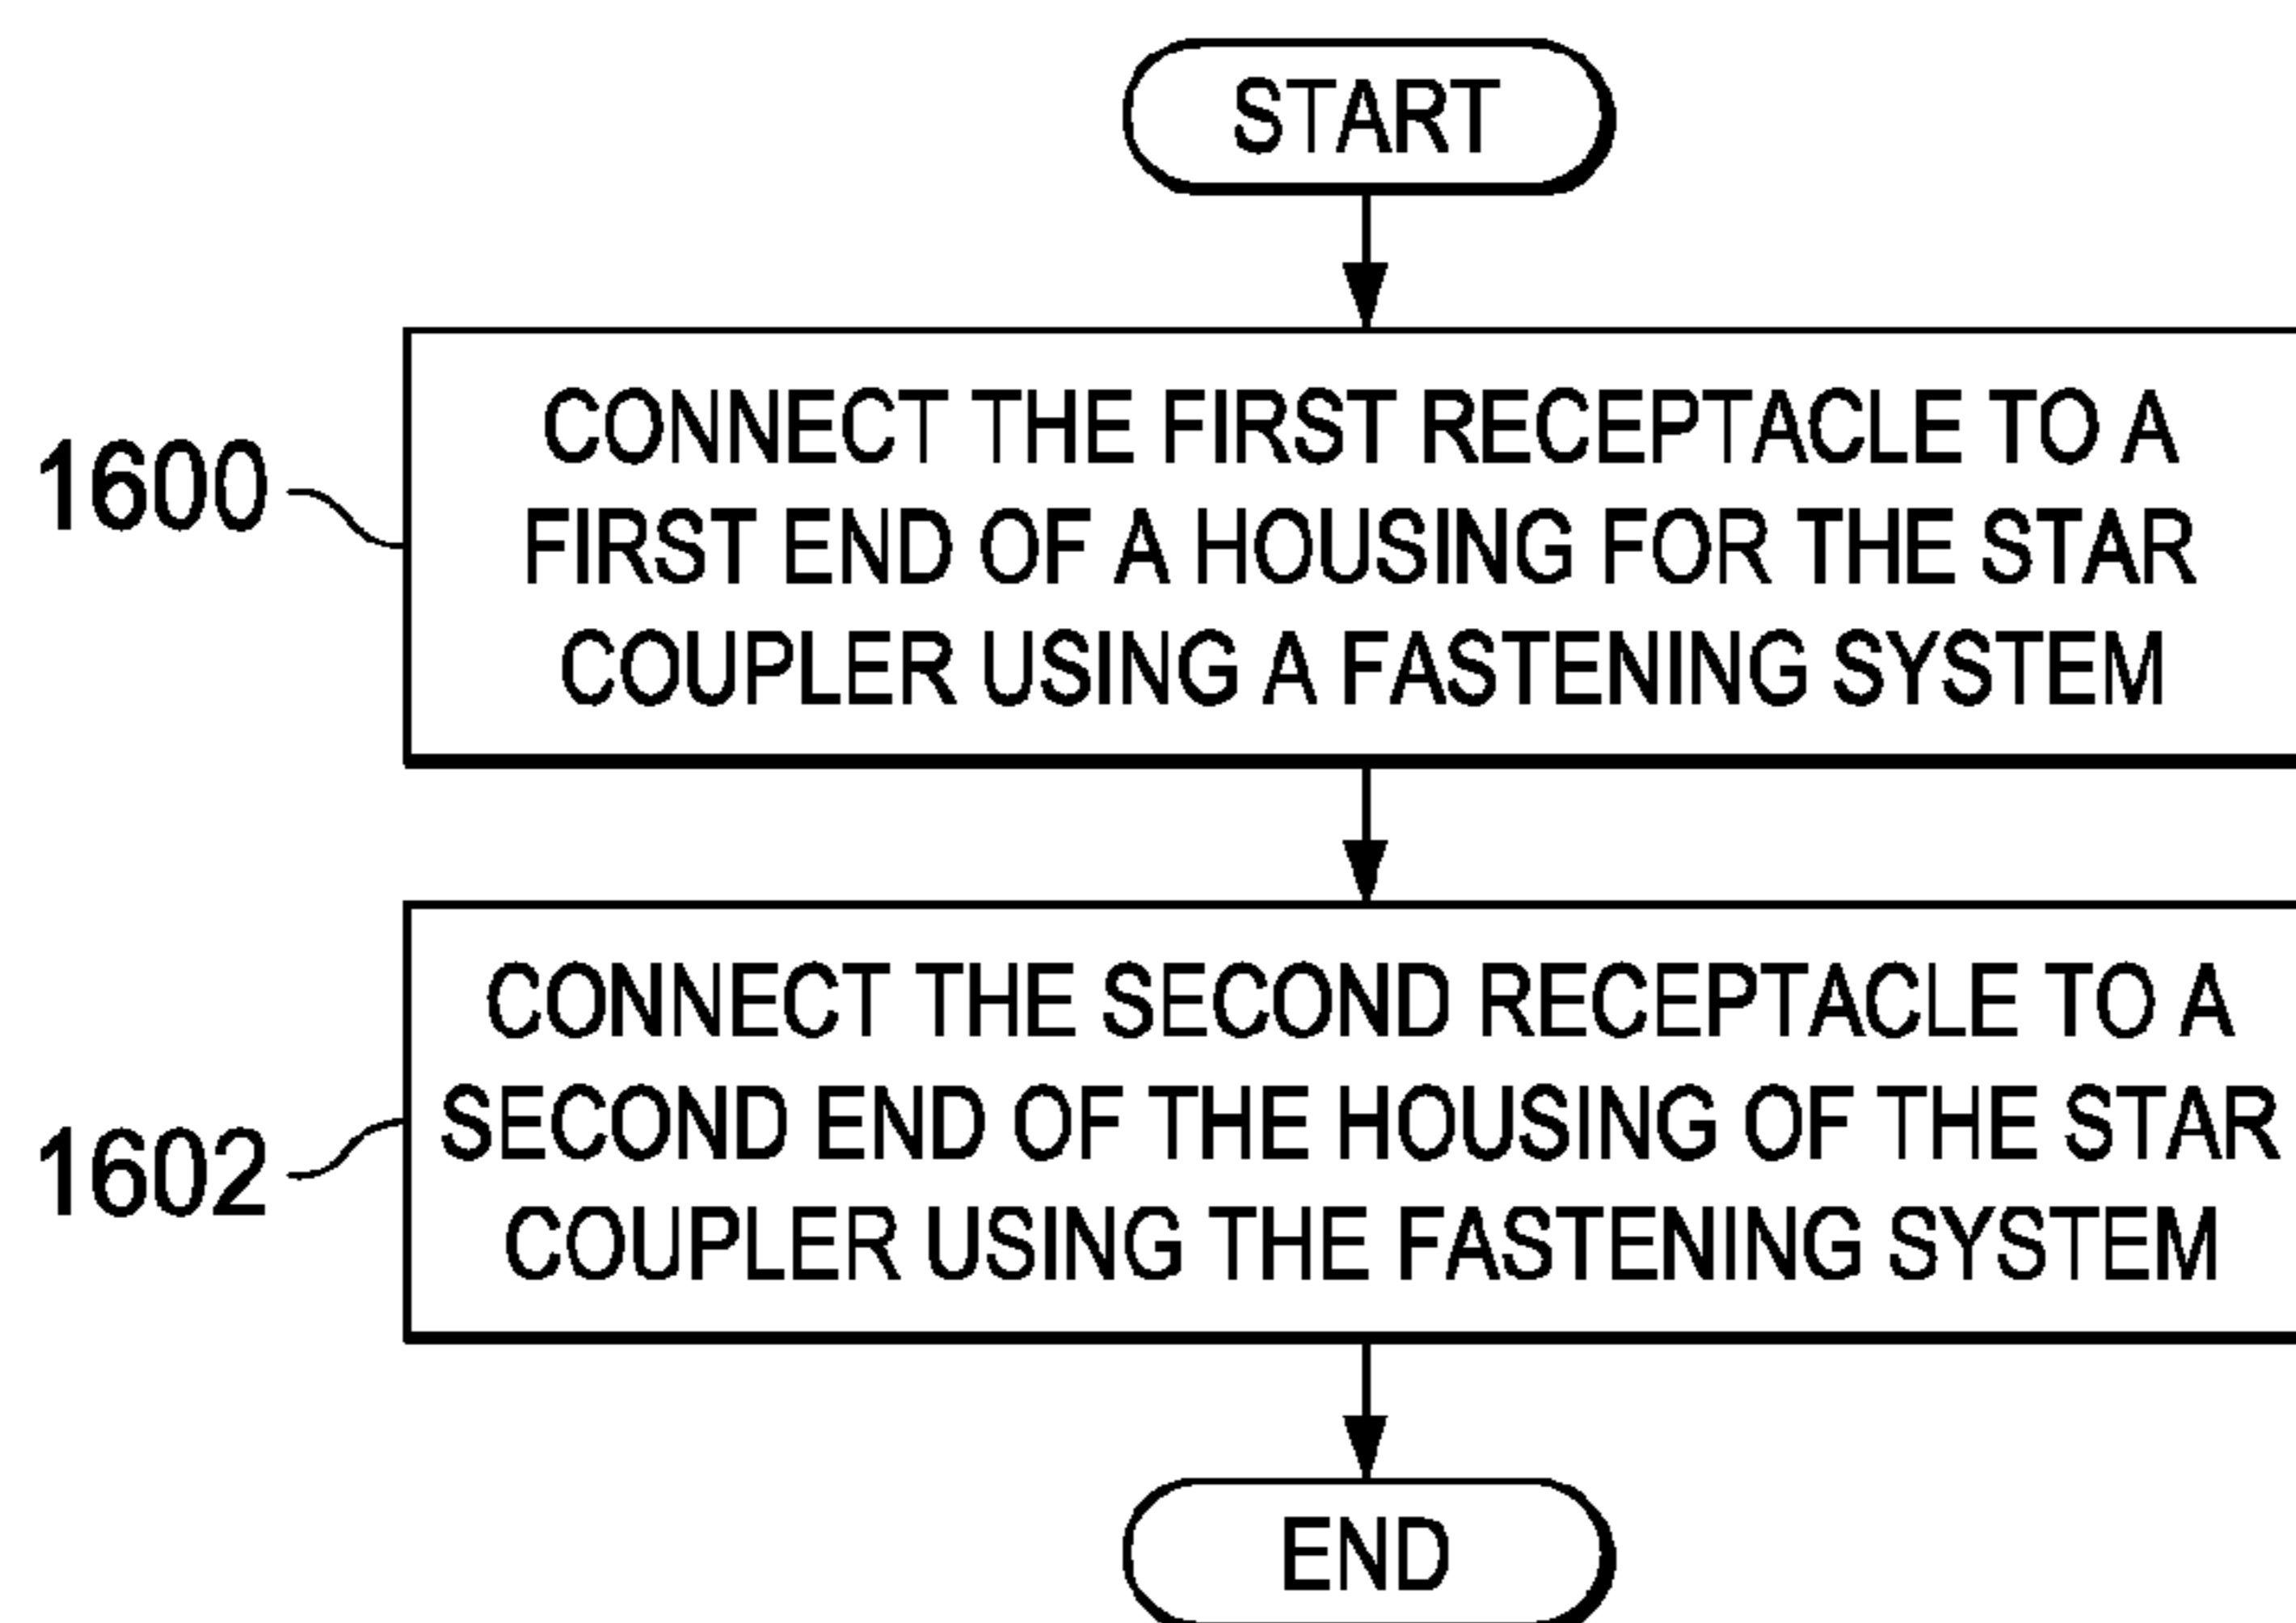 START
1600
CONNECT THE FIRST RECEPTACLE TO A
FIRST END OF A HOUSING FOR THE STAR
COUPLER USING A FASTENING SYSTEM
1602
CONNECT THE SECOND RECEPTACLE TO A
SECOND END OF THE HOUSING OF THE STAR
COUPLER USING THE FASTENING SYSTEM
END